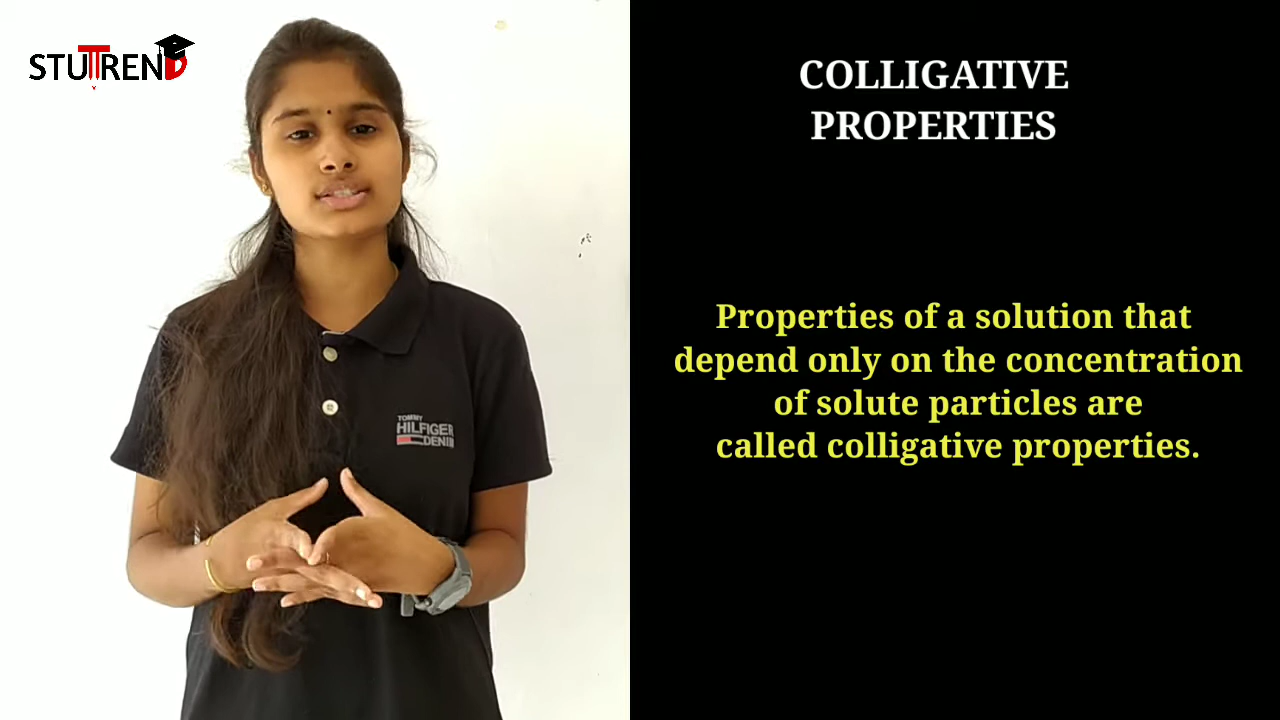 STUTREND
COLLIGATIVE
PROPERTIES
Properties of a solution that
depend only on the concentration
of solute particles are
called colligative properties.
TOMMY
HILFIGER
DENIM